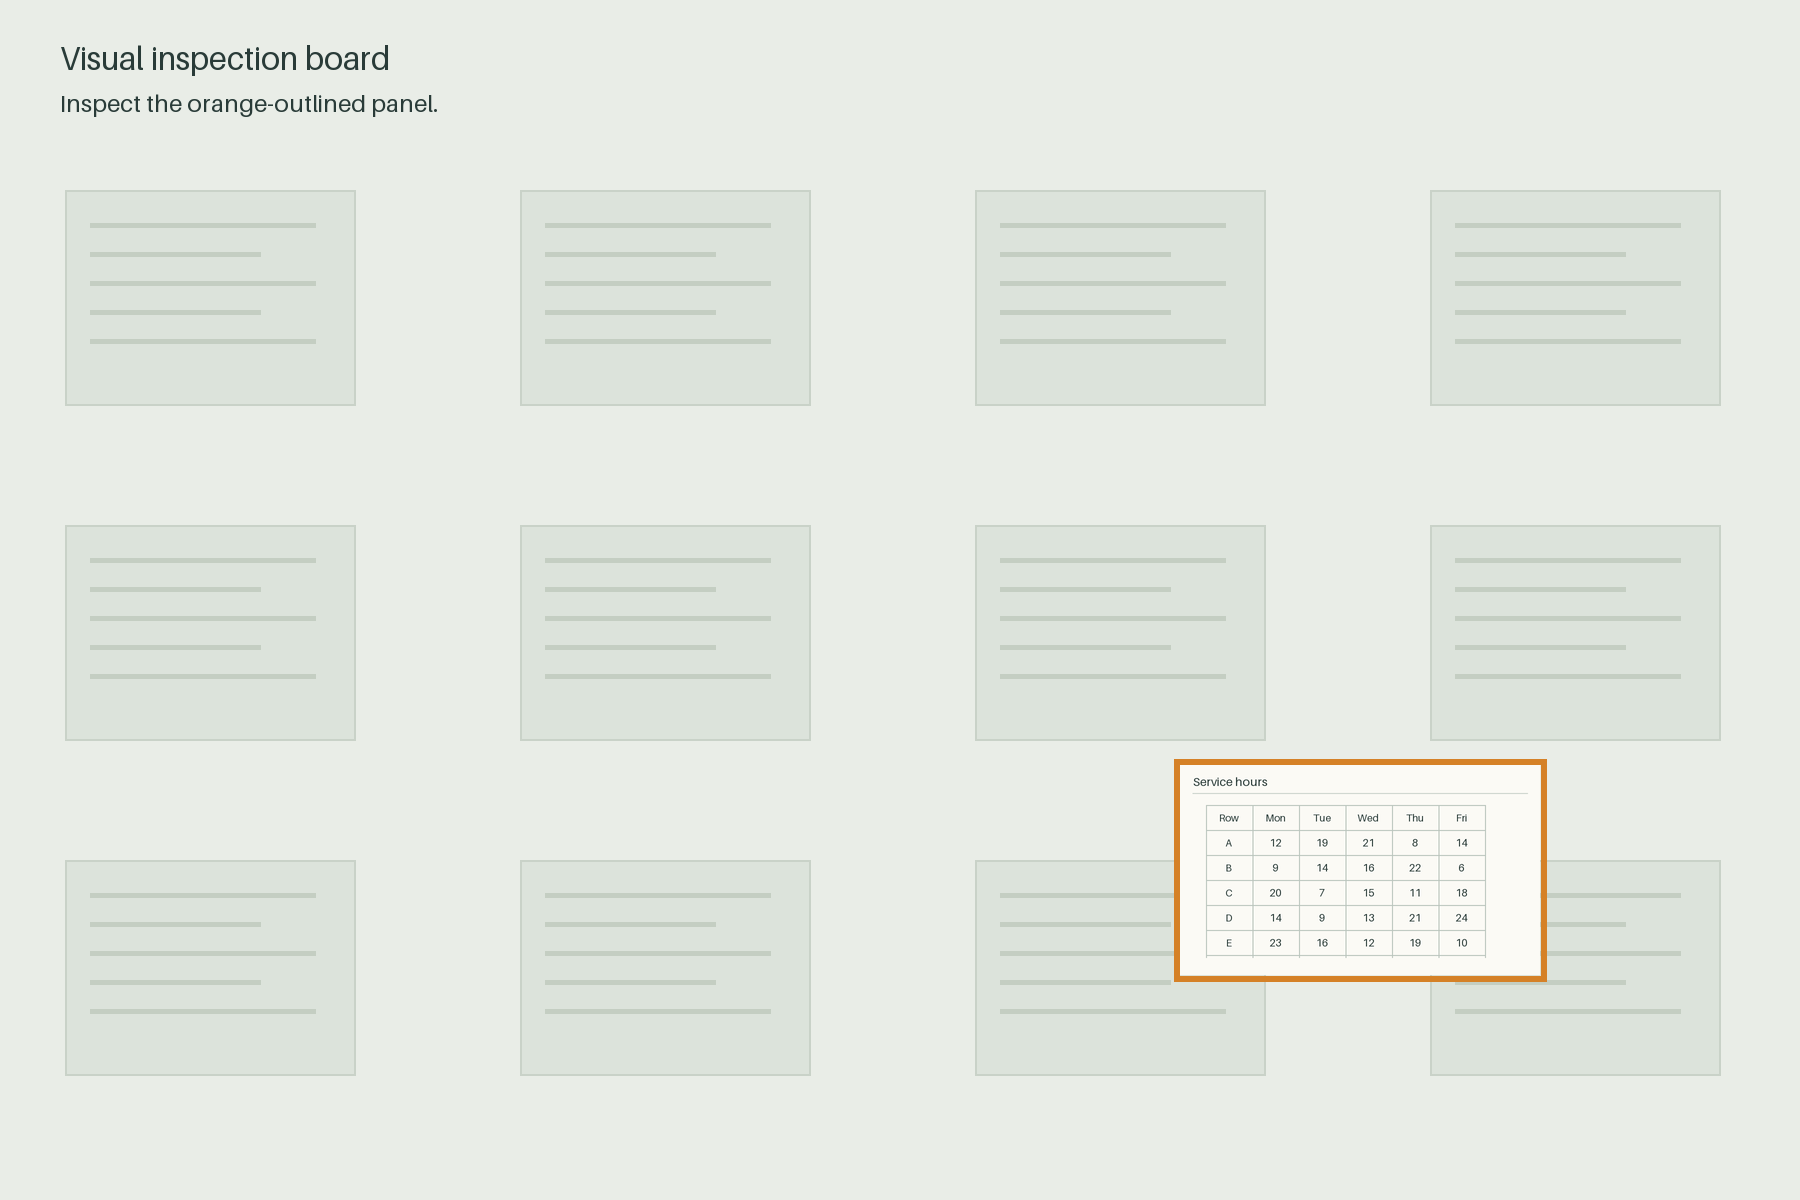 Visual inspection board
Inspect the orange-outlined panel.
Service hours
Row Mon Tue Wed Thu Fri
A 12 19 21 8 14
B 9 14 16 22 6
C 20 7 15 11 18
D 14 9 13 21 24
E 23 16 12 19 10